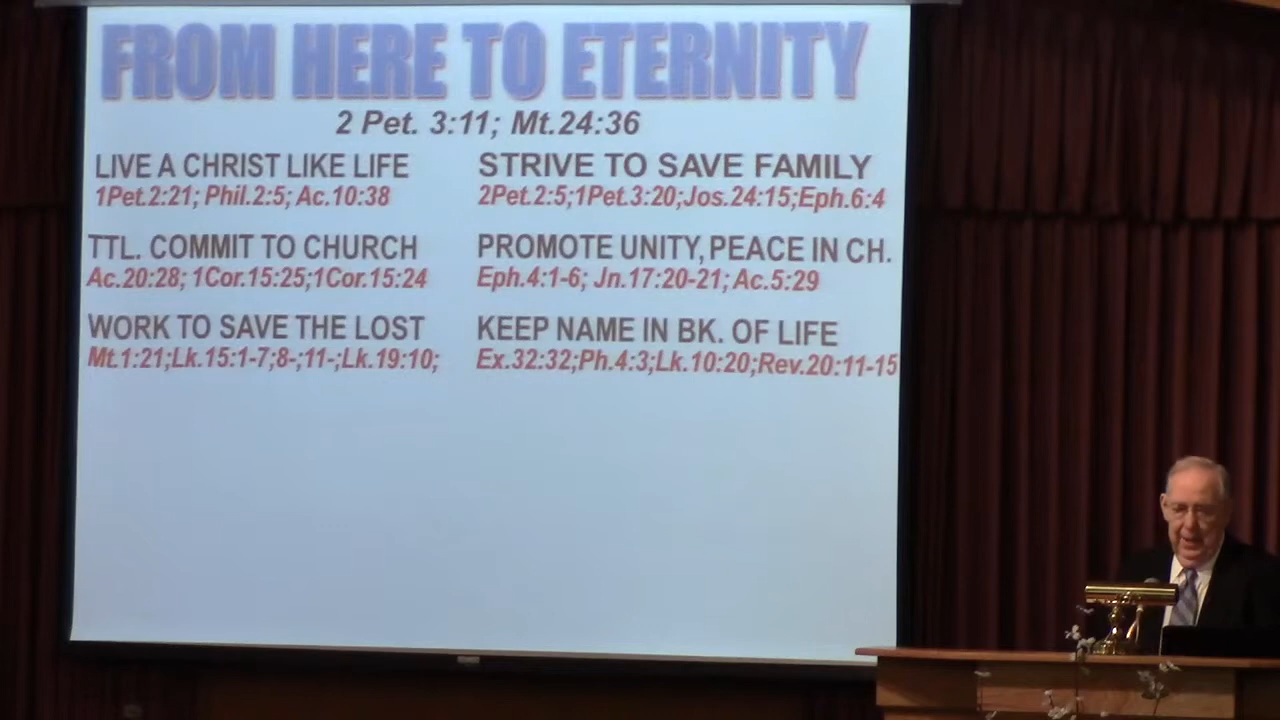 FROM HERE TO ETERNITY
2 Pet. 3:11; Mt.24:36
LIVE A CHRIST LIKE LIFE
1Pet.2:21; Phil.2:5; Ac.10:38
TTL. COMMIT TO CHURCH
Ac.20:28; 1Cor.15:25;1Cor.15:24
WORK TO SAVE THE LOST
Mt.1:21;Lk.15:1-7;8-;11-;Lk.19:10;
STRIVE TO SAVE FAMILY
2Pet.2:5;1Pet.3:20;Jos.24:15;Eph.6:4
PROMOTE UNITY,PEACE IN CH.
Eph.4:1-6; Jn.17:20-21; Ac.5:29
KEEP NAME IN BK. OF LIFE
Ex.32:32;Ph.4:3;Lk.10:20;Rev.20:11-15